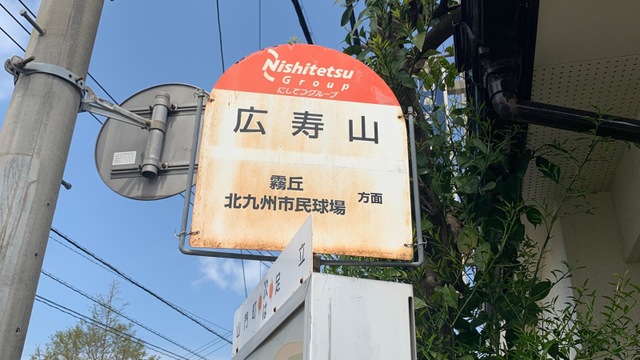 Nishitetsu
Group
にしてつグループ
広寿山
霧丘
北九州市民球場 方面